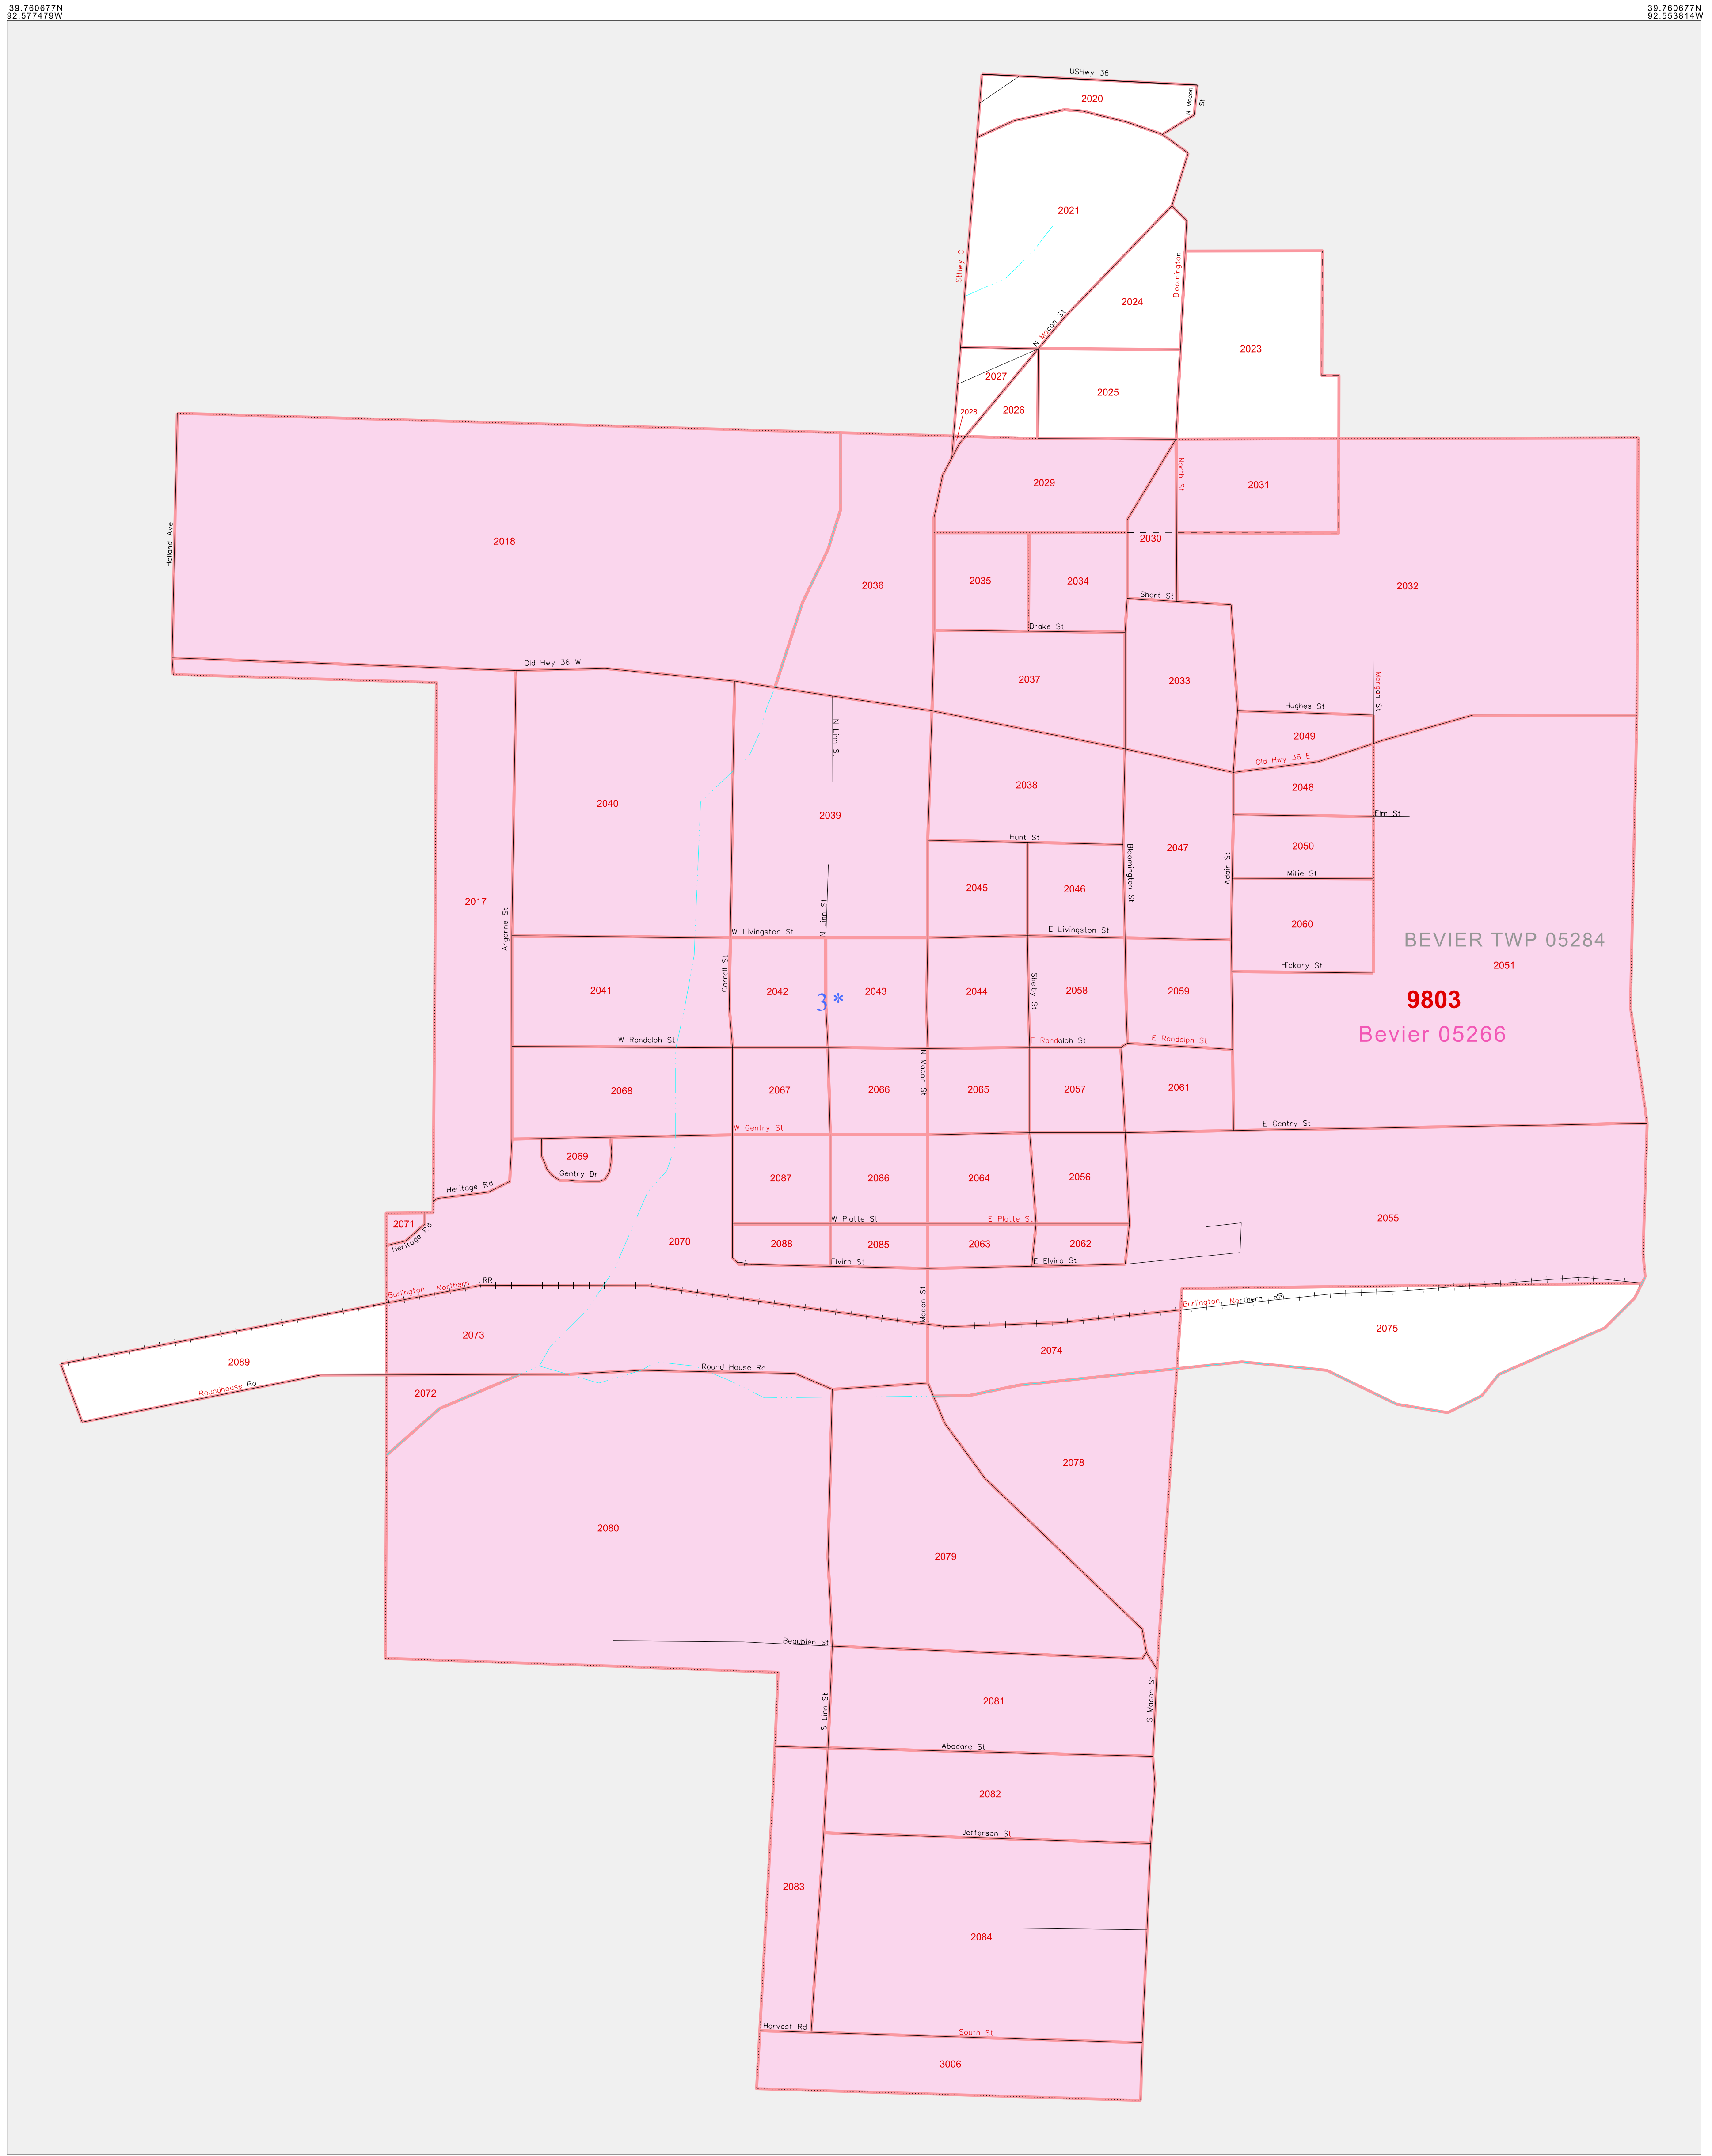 39.760677N
92.577479W
39.760677N
92.553814W
USHwy 36
2020
N Macon
St
2021
StHwy C
Bloomington
2024
N Macon St
2023
2027
2025
2028
2026
2029
North St
2031
Holland Ave
2018
2030
2036
2035
2034
2032
Short St
Drake St
Old Hwy 36 W
2037
2033
Morgan St
Hughes St
N Linn St
2049
Old Hwy 36 E
2038
2048
2040
2039
Elm St
Hunt St
2047
2050
Bloomington St
Adair St
Millie St
2045
2046
2017
N Linn St
Argonne St
2060
W Livingston St
E Livingston St
BEVIER TWP 05284
Hickory St
2051
Carroll St
2041
2042
3*
2043
2044
Shelby St
2058
2059
9803
Bevier 05266
W Randolph St
E Randolph St
E Randolph St
N Macon St
2068
2067
2066
2065
2057
2061
W Gentry St
E Gentry St
2069
Gentry Dr
2087
2086
2064
2056
Heritage Rd
W Platte St
E Platte St
2055
2071
Heritage Rd
2070
2088
2085
2063
2062
Elvira St
E Elvira St
Burlington Northern RR
Macon St
Burlington Northern RR
2073
2075
2074
2089
Round House Rd
Roundhouse Rd
2072
2078
2080
2079
Beaubien St
S Linn St
2081
S Macon St
Abadare St
2082
Jefferson St
2083
2084
Harvest Rd
South St
3006